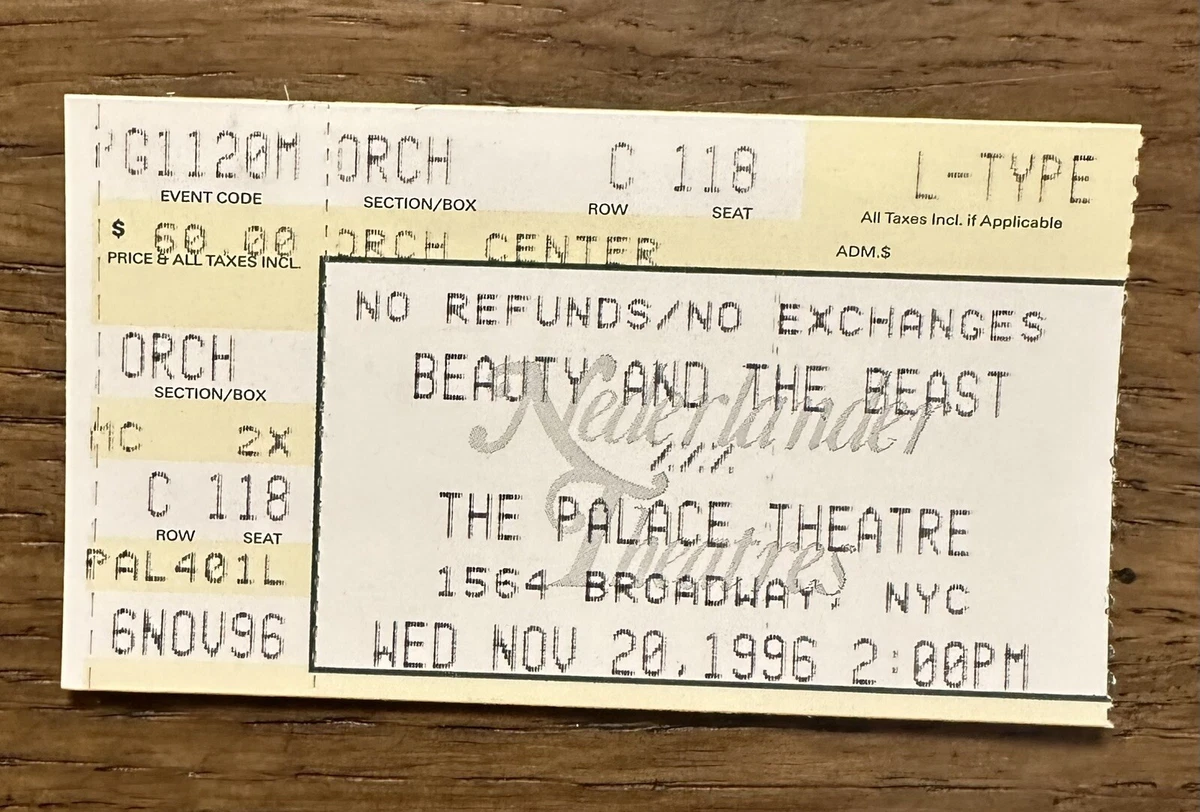 PG1120M ORCH C 118 L-TYPE
EVENT CODE SECTION/BOX ROW SEAT All Taxes Incl. if Applicable
$ 60.00 ORCH CENTER ADM.$
PRICE & ALL TAXES INCL.
NO REFUNDS/NO EXCHANGES
ORCH BEAUTY AND THE BEAST
SECTION/BOX
Nederlander
MC 2X
C 118 THE PALACE THEATRE
ROW SEAT
Theatres
PAL401L 1564 BROADWAY, NYC
6NOV96 WED NOV 20,1996 2:00PM